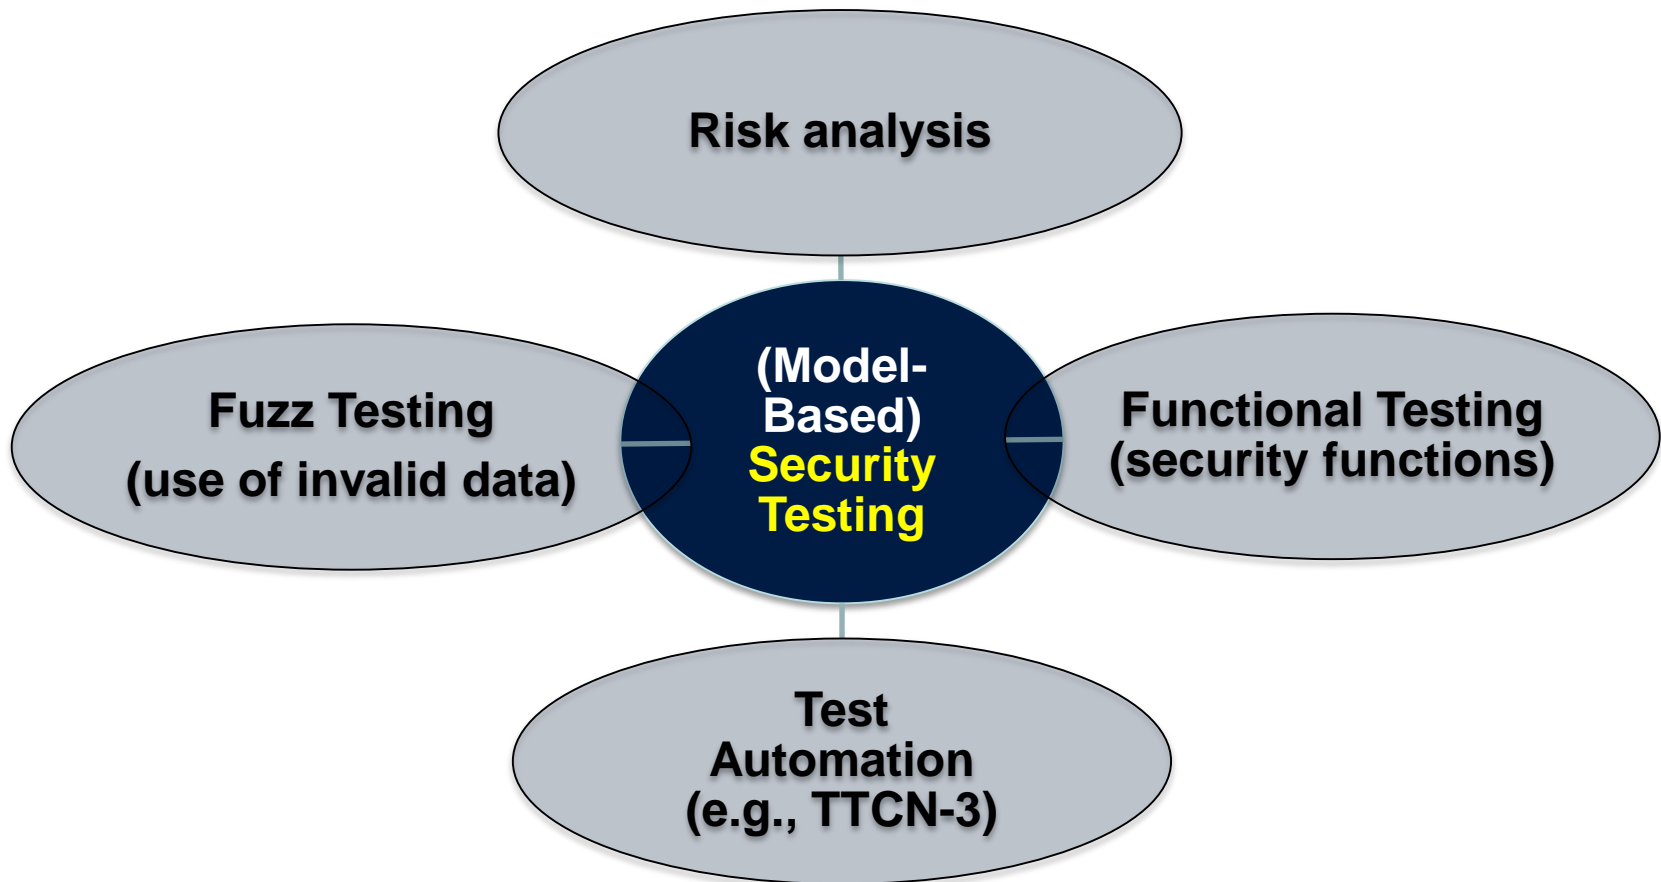 Risk analysis
(Model-
Based)
Security
Testing
Fuzz Testing
(use of invalid data)
Functional Testing
(security functions)
Test
Automation
(e.g., TTCN-3)